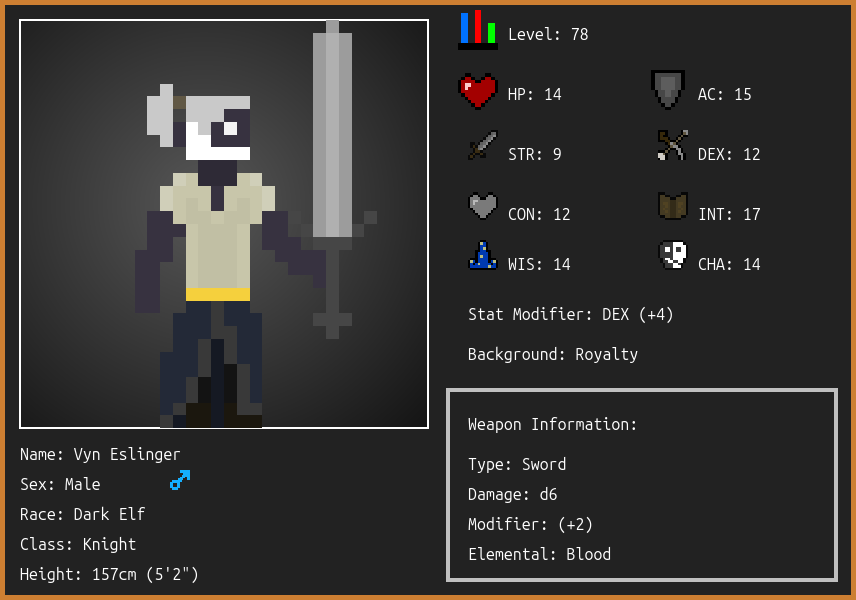 Level: 78
HP: 14
AC: 15
STR: 9
DEX: 12
CON: 12
INT: 17
WIS: 14
CHA: 14
Stat Modifier: DEX (+4)
Background: Royalty
Weapon Information:
Type: Sword
Damage: d6
Modifier: (+2)
Elemental: Blood
Name: Vyn Eslinger
Sex: Male
Race: Dark Elf
Class: Knight
Height: 157cm (5'2")